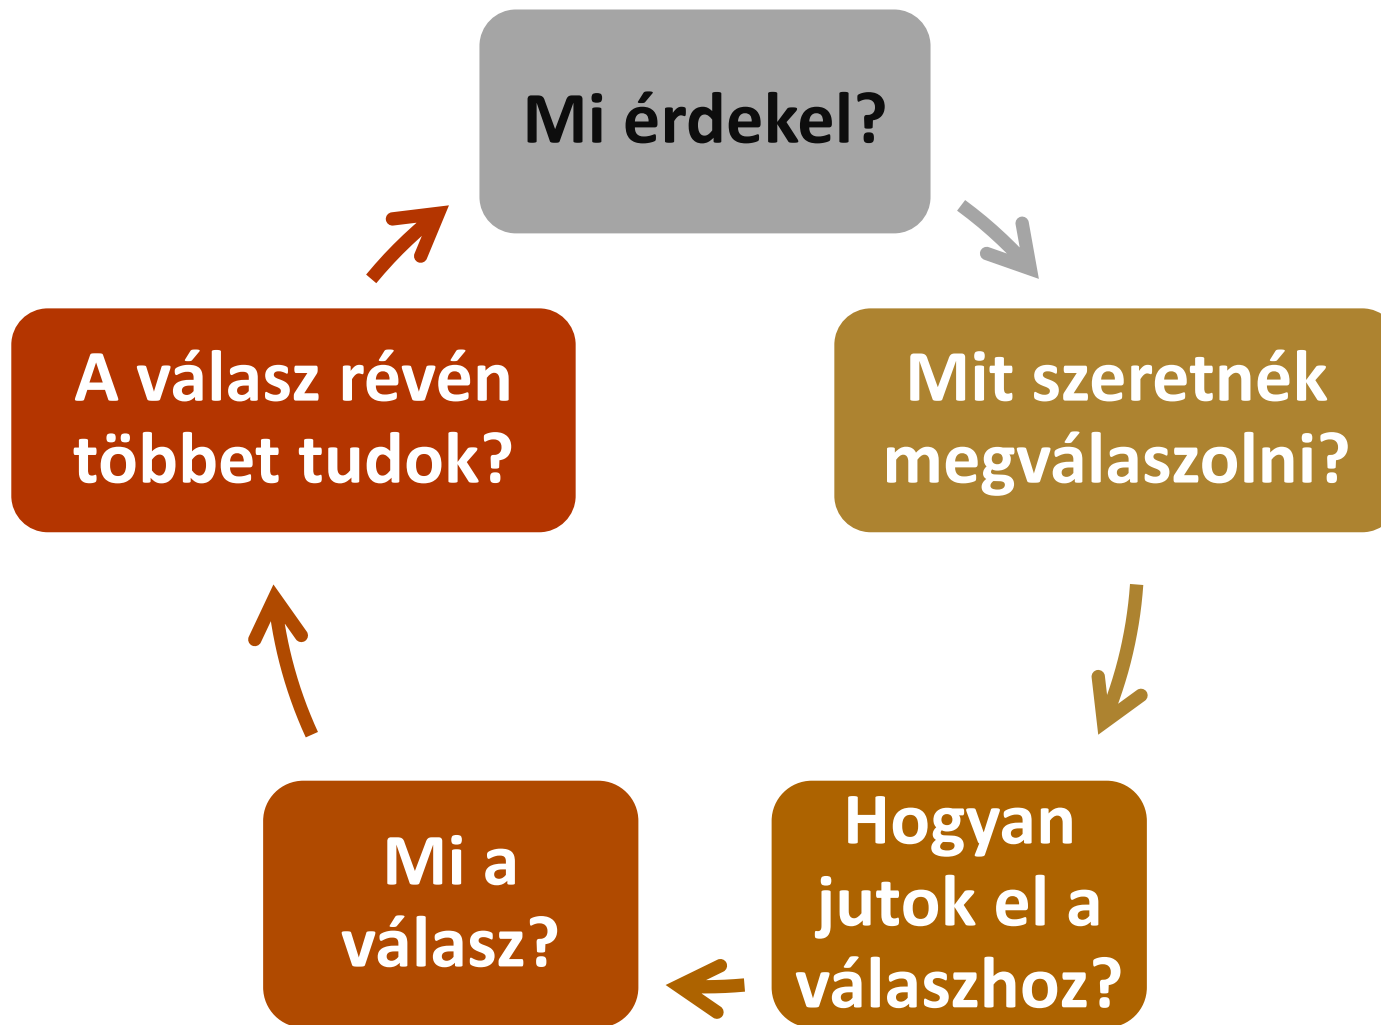 Mi érdekel?
Mit szeretnék
megválaszolni?
Hogyan
jutok el a
válaszhoz?
Mi a
válasz?
A válasz révén
többet tudok?